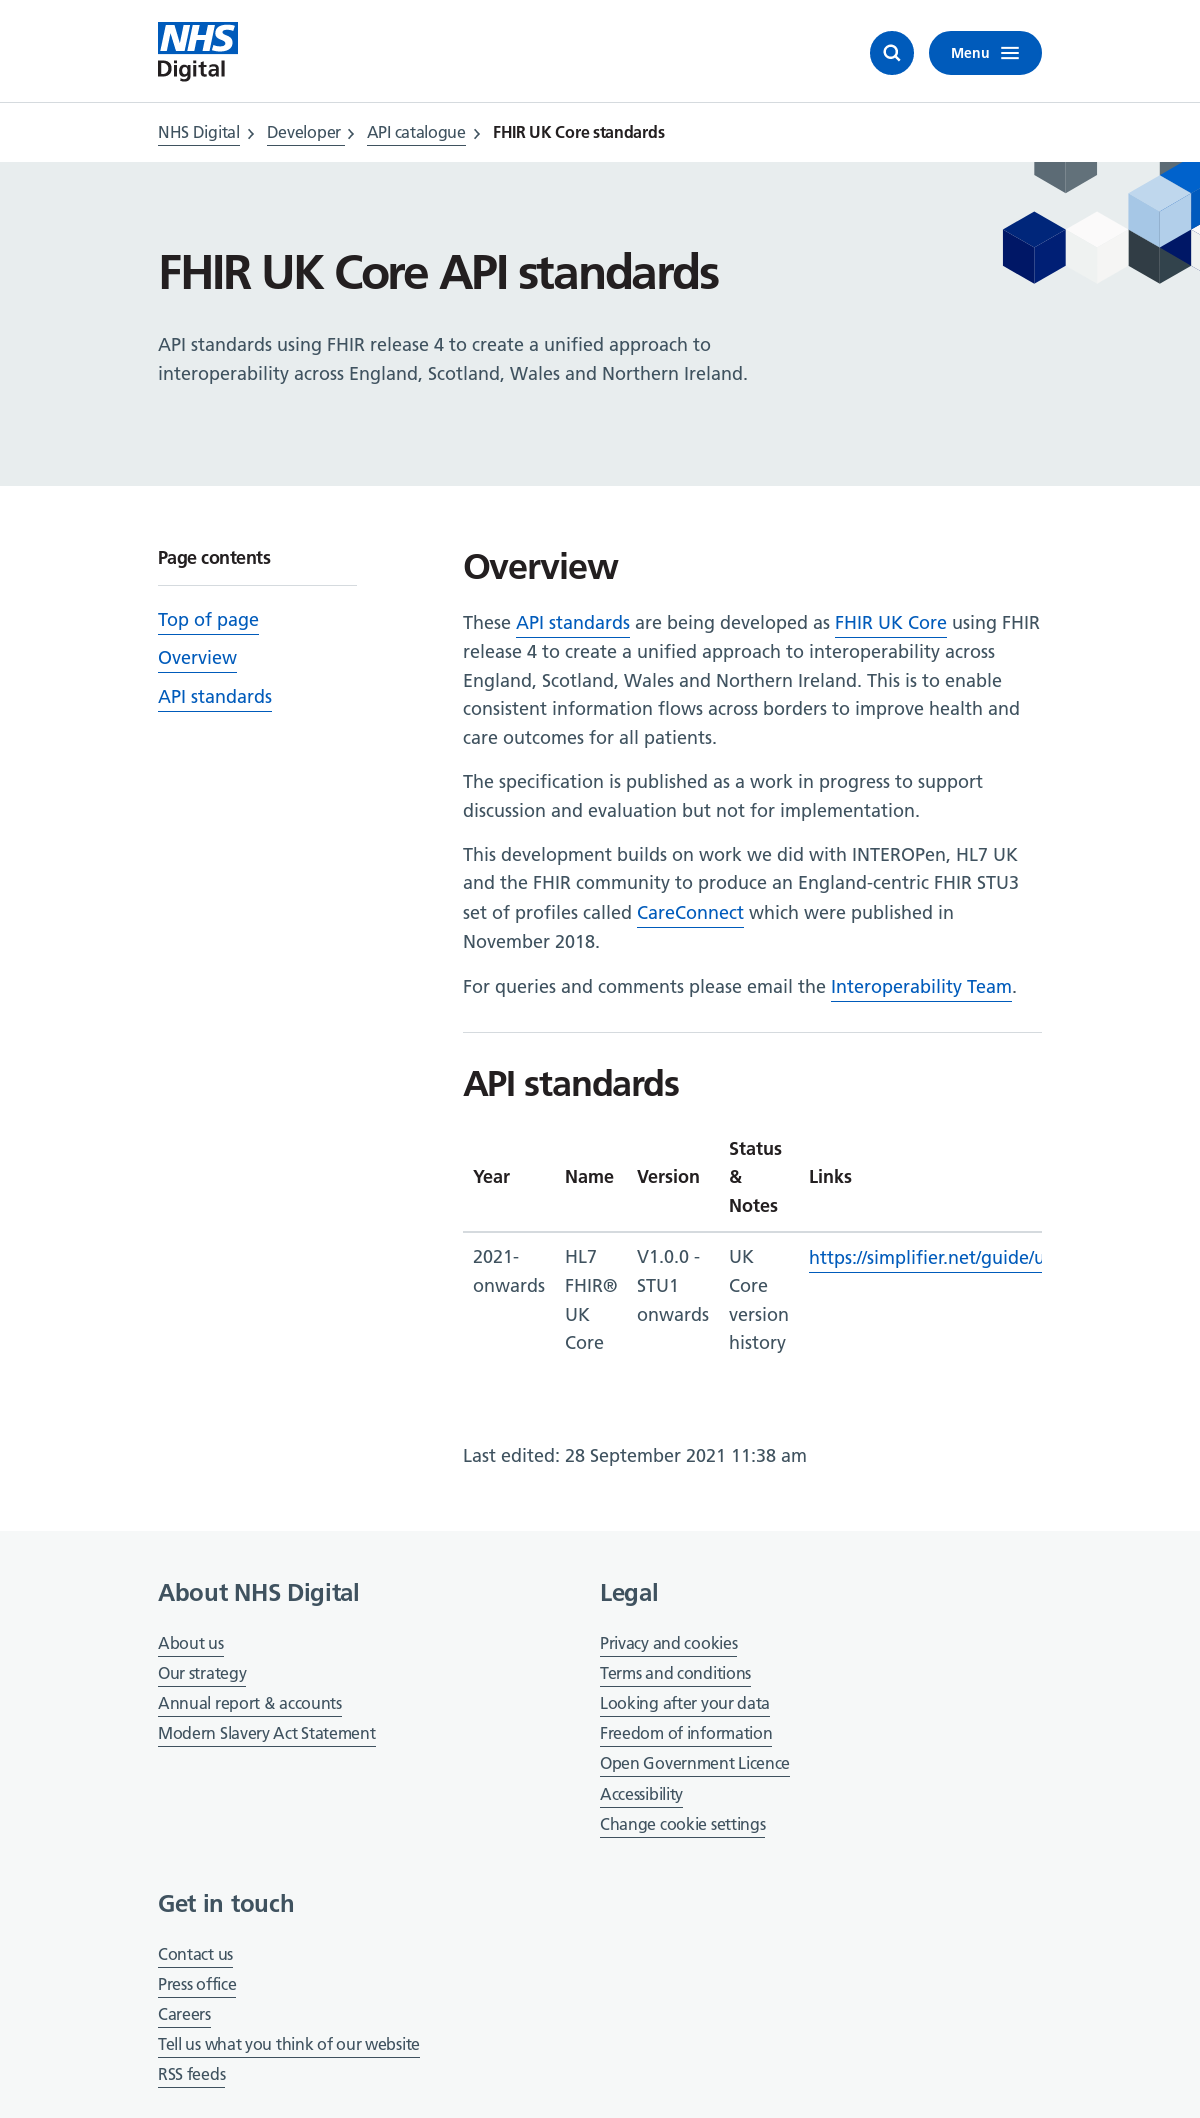 NHS
Digital
Menu
NHS Digital
Developer
API catalogue
FHIR UK Core standards
FHIR UK Core API standards
API standards using FHIR release 4 to create a unified approach to
interoperability across England, Scotland, Wales and Northern Ireland.
Page contents
Top of page
Overview
API standards
Overview
These API standards are being developed as FHIR UK Core using FHIR
release 4 to create a unified approach to interoperability across
England, Scotland, Wales and Northern Ireland. This is to enable
consistent information flows across borders to improve health and
care outcomes for all patients.
The specification is published as a work in progress to support
discussion and evaluation but not for implementation.
This development builds on work we did with INTEROPen, HL7 UK
and the FHIR community to produce an England-centric FHIR STU3
set of profiles called CareConnect which were published in
November 2018.
For queries and comments please email the Interoperability Team.
API standards
Year
Name
Version
Status
&
Notes
Links
2021-
onwards
HL7
FHIR®
UK
Core
V1.0.0 -
STU1
onwards
UK
Core
version
history
https://simplifier.net/guide/u
Last edited: 28 September 2021 11:38 am
About NHS Digital
About us
Our strategy
Annual report & accounts
Modern Slavery Act Statement
Legal
Privacy and cookies
Terms and conditions
Looking after your data
Freedom of information
Open Government Licence
Accessibility
Change cookie settings
Get in touch
Contact us
Press office
Careers
Tell us what you think of our website
RSS feeds